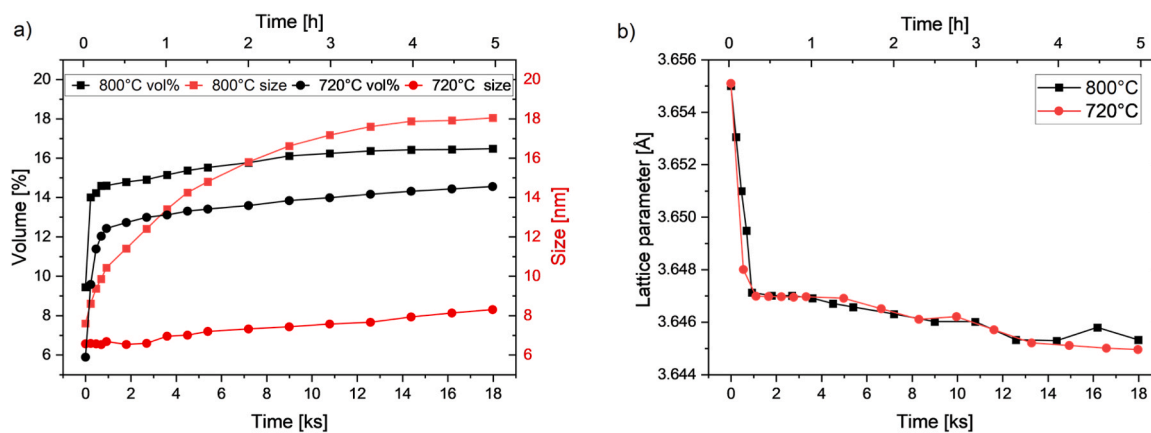 a)
Time [h]
0 1 2 3 4 5
800°C vol% 800°C size 720°C vol% 720°C size
20 20
18 18
16 16
14 14
12 12
10 10
8 8
6 6
Volume [%]
Size [nm]
0 2 4 6 8 10 12 14 16 18
Time [ks]
b)
Time [h]
0 1 2 3 4 5
800°C
720°C
3.656
3.654
3.652
3.650
3.648
3.646
3.644
Lattice parameter [Å]
0 2 4 6 8 10 12 14 16 18
Time [ks]